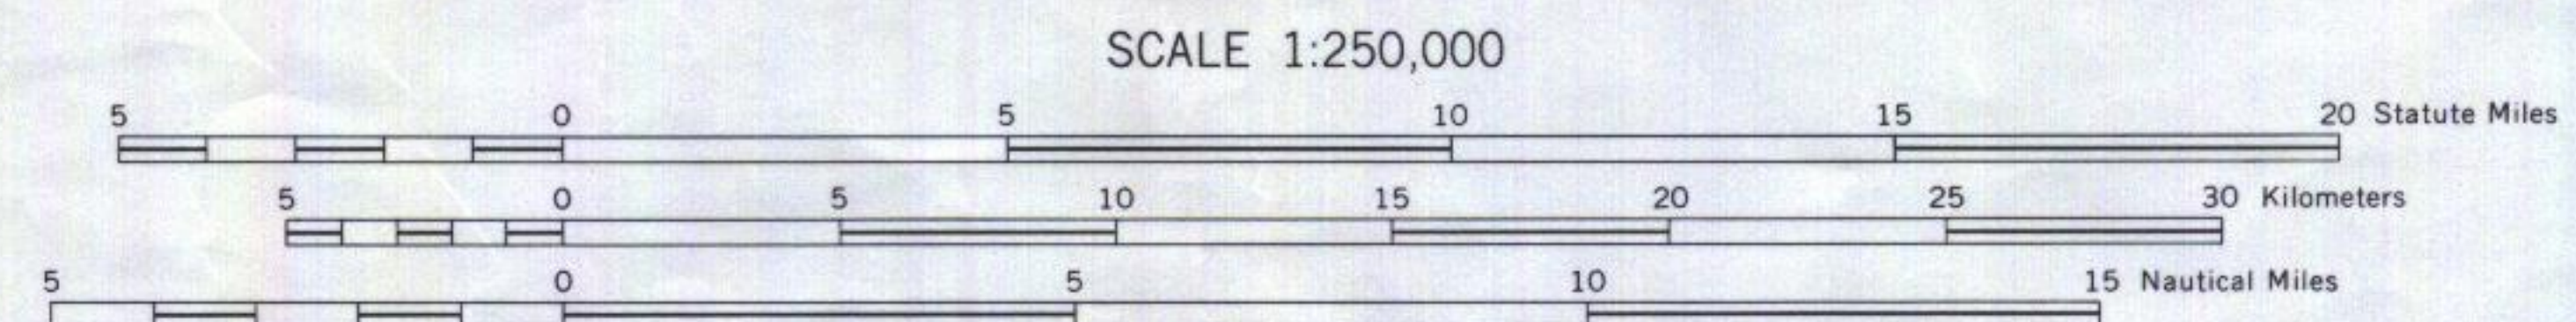 SCALE 1:250,000
5 0 5 10 15 20 Statute Miles
5 0 5 10 15 20 25 30 Kilometers
5 0 5 10 15 Nautical Miles